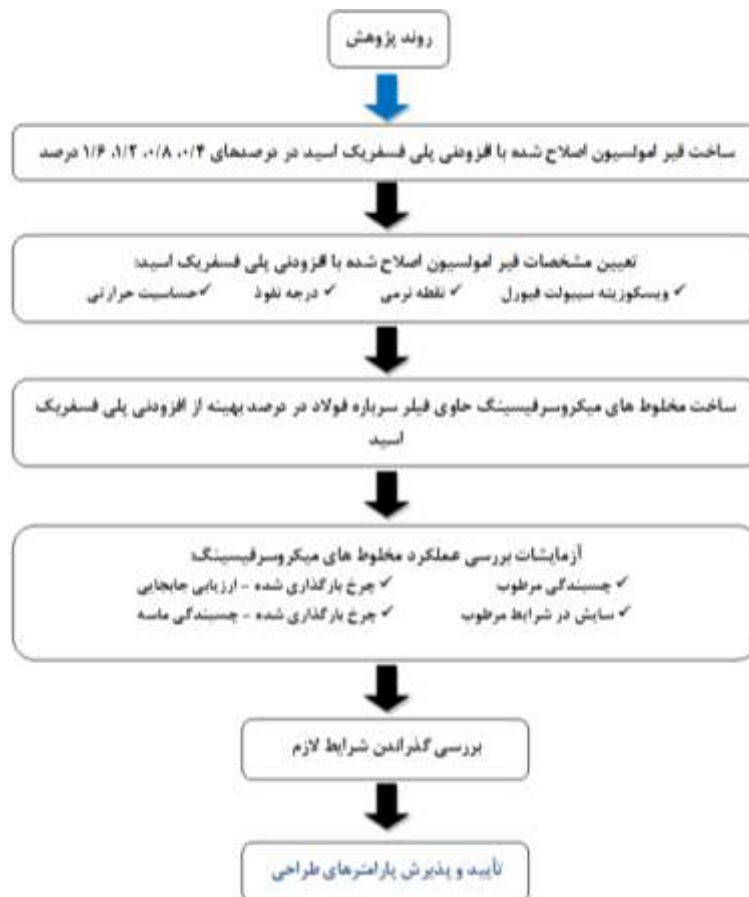 روند پژوهش
ساخت قیر امولسیون اصلاح شده با افزودنی پلی فسفریک اسید در درصدهای ۰/۴، ۰/۸، ۱/۲، ۱/۶ درصد
تعیین مشخصات قیر امولسیون اصلاح شده با افزودنی پلی فسفریک اسید:
✓ ویسکوزیته سیبولت فیورل ✓ نقطه نرمی ✓ درجه نفوذ ✓ حساسیت حرارتی
ساخت مخلوط های میکروسرفیسینگ حاوی فیلر سرباره فولاد در درصد بهینه از افزودنی پلی فسفریک
اسید
آزمایشات بررسی عملکرد مخلوط های میکروسرفیسینگ:
✓ چسبندگی مرطوب ✓ چرخ بارگذاری شده - ارزیابی جابجایی
✓ سایش در شرایط مرطوب ✓ چرخ بارگذاری شده - چسبندگی ماسه
بررسی گذراندن شرایط لازم
تأیید و پذیرش پارامترهای طراحی